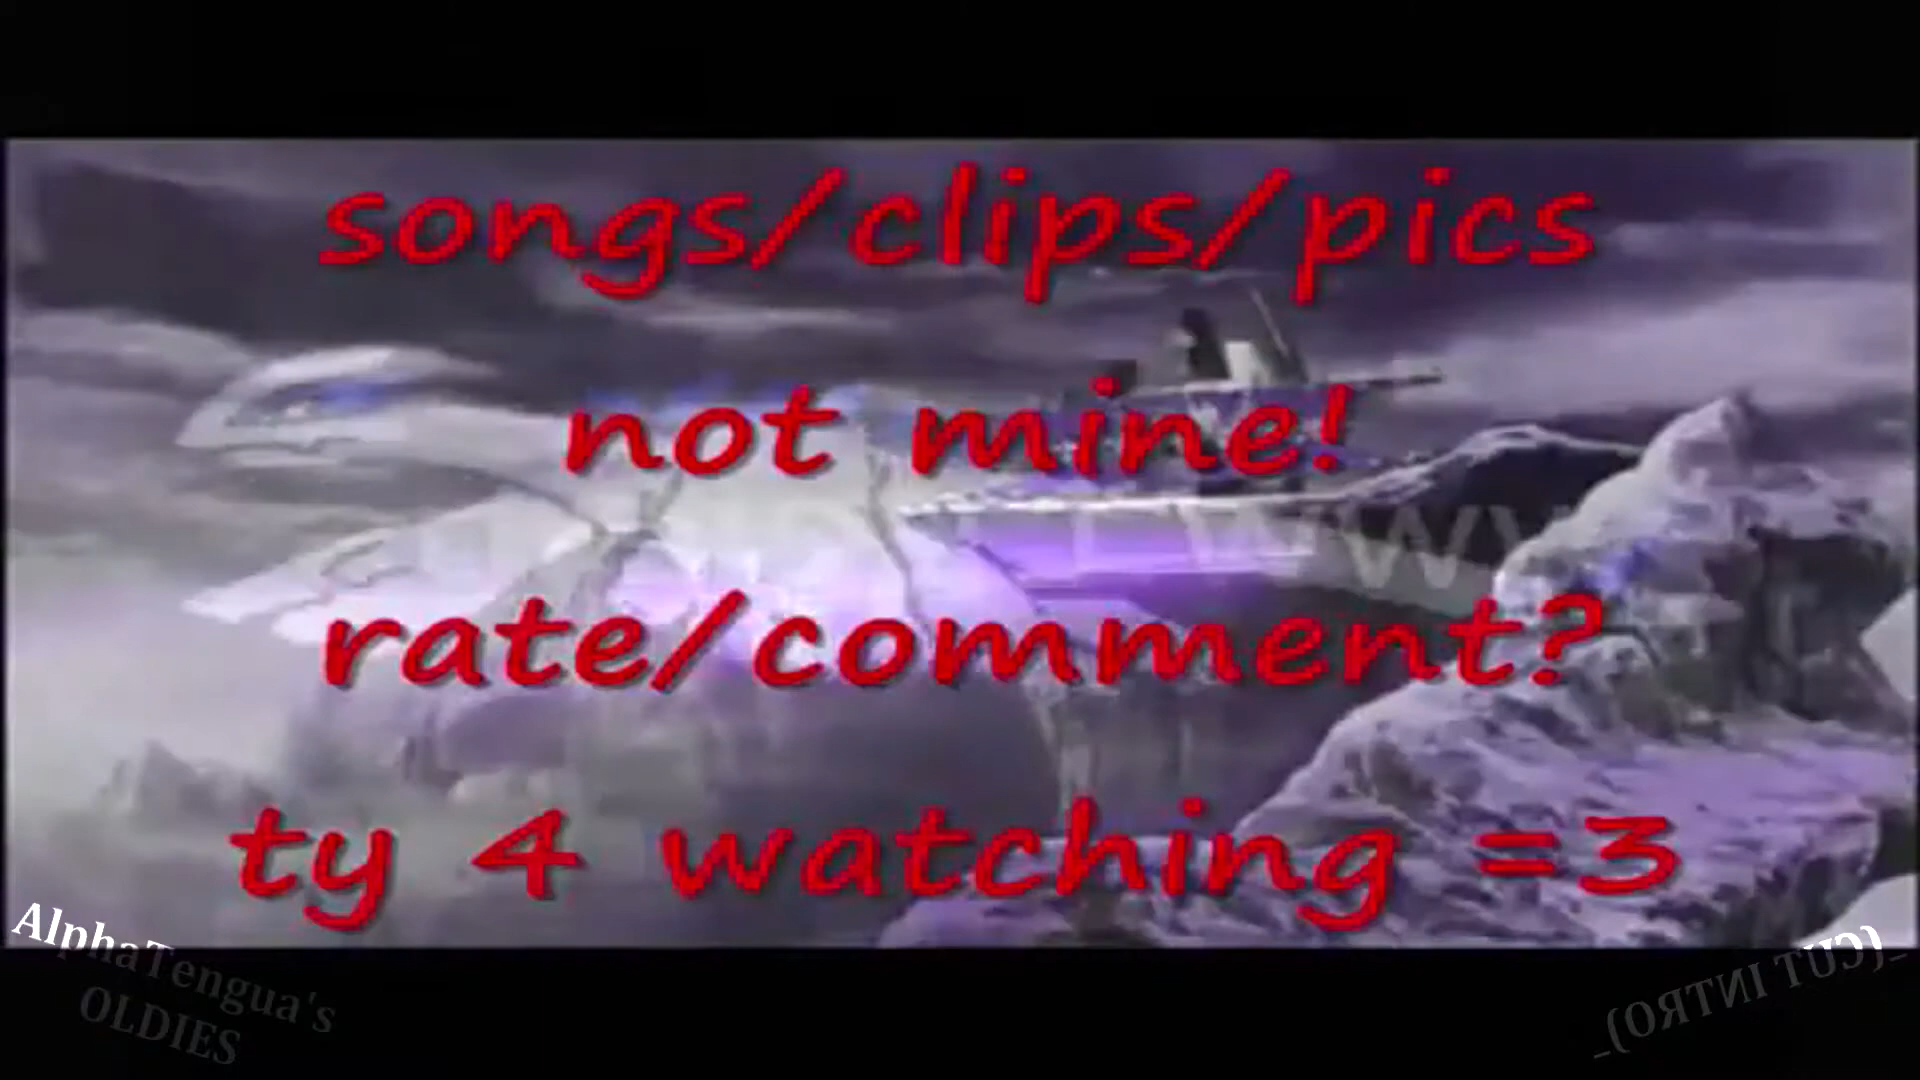 songs/clips/pics
not mine!
rate/comment?
ty 4 watching =3
AlphaTengua's
OLDIES
_(CUT INTRO)_